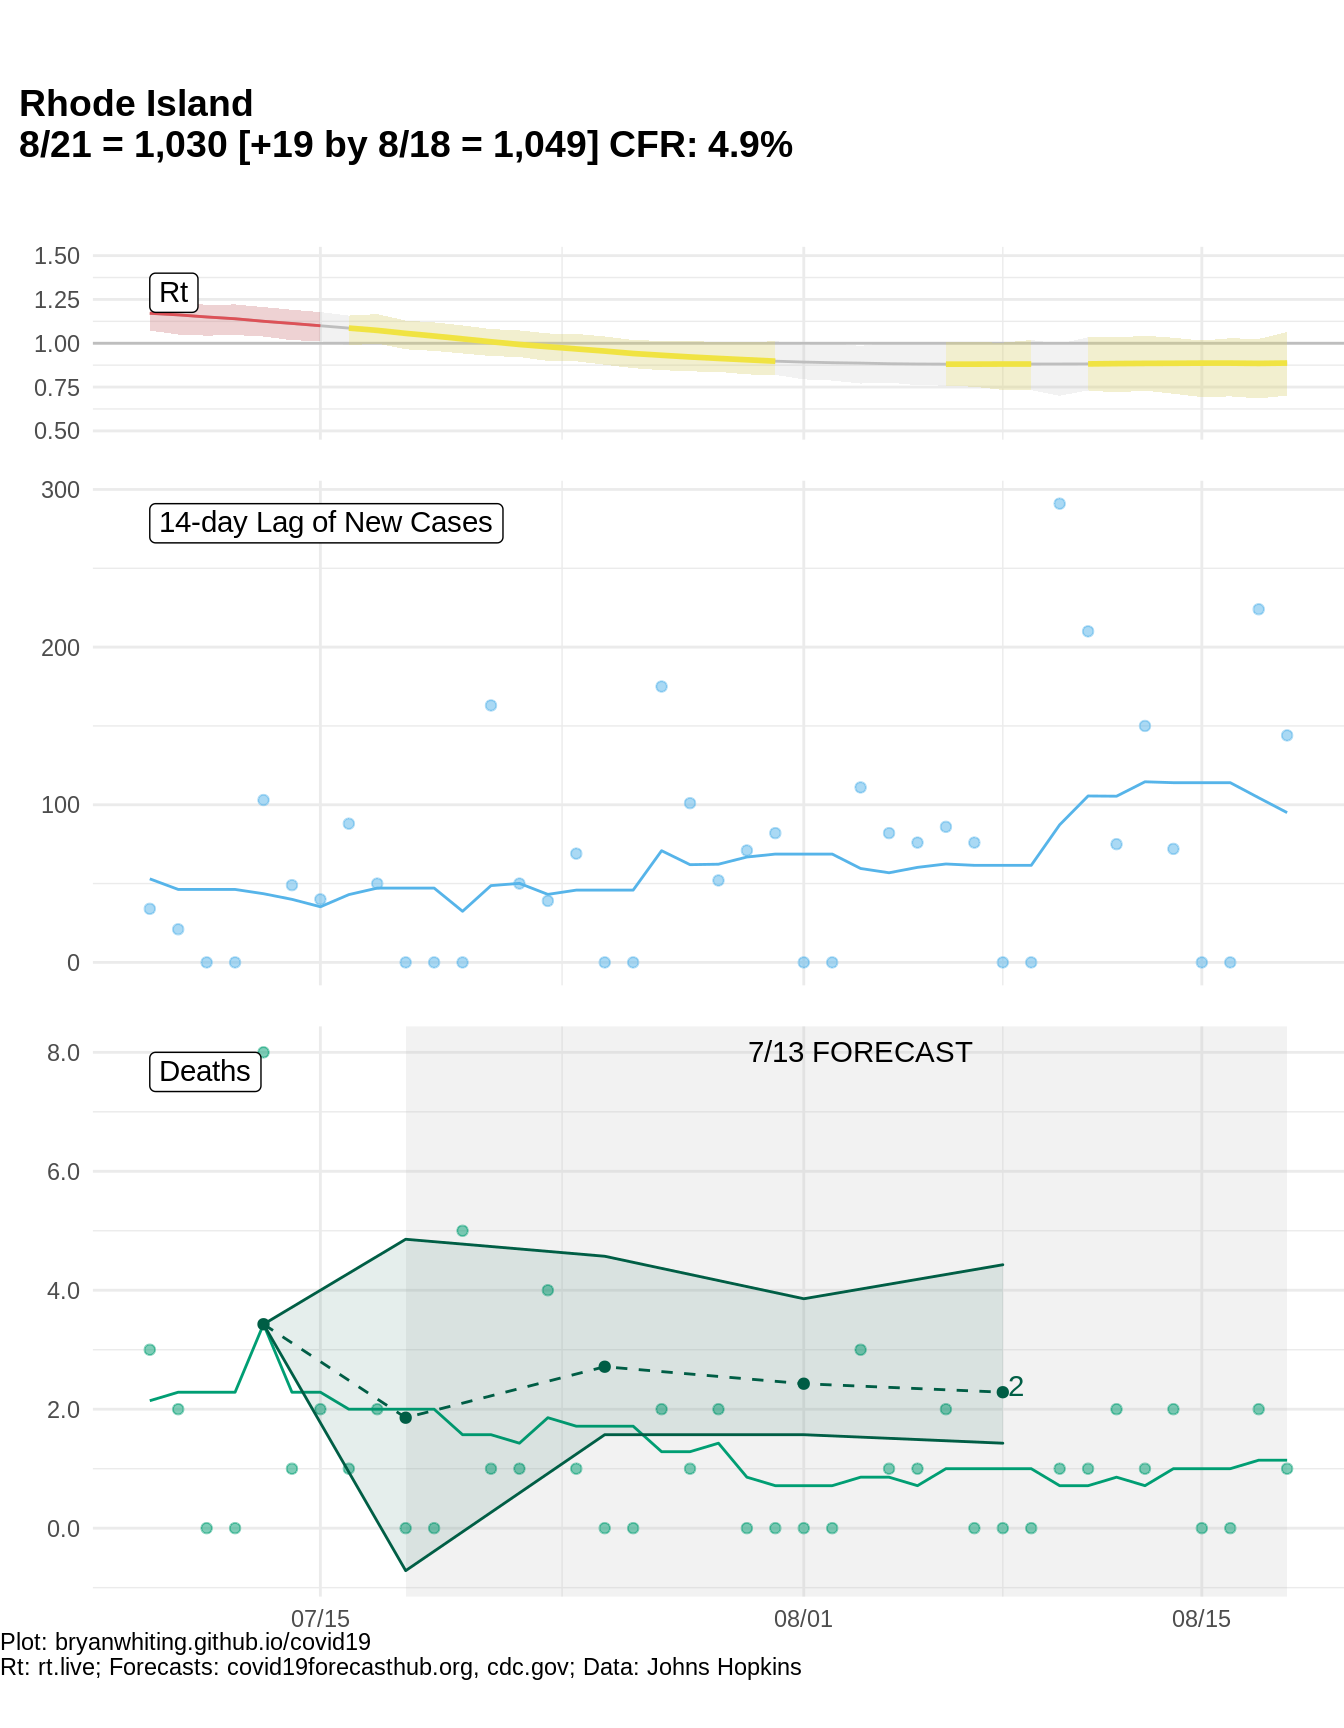 Rhode Island
8/21 = 1,030 [+19 by 8/18 = 1,049] CFR: 4.9%
1.50
1.25
1.00
0.75
0.50
Rt
300
200
100
0
14-day Lag of New Cases
8.0
6.0
4.0
2.0
0.0
Deaths
7/13 FORECAST
2
07/15 08/01 08/15
Plot: bryanwhiting.github.io/covid19
Rt: rt.live; Forecasts: covid19forecasthub.org, cdc.gov; Data: Johns Hopkins